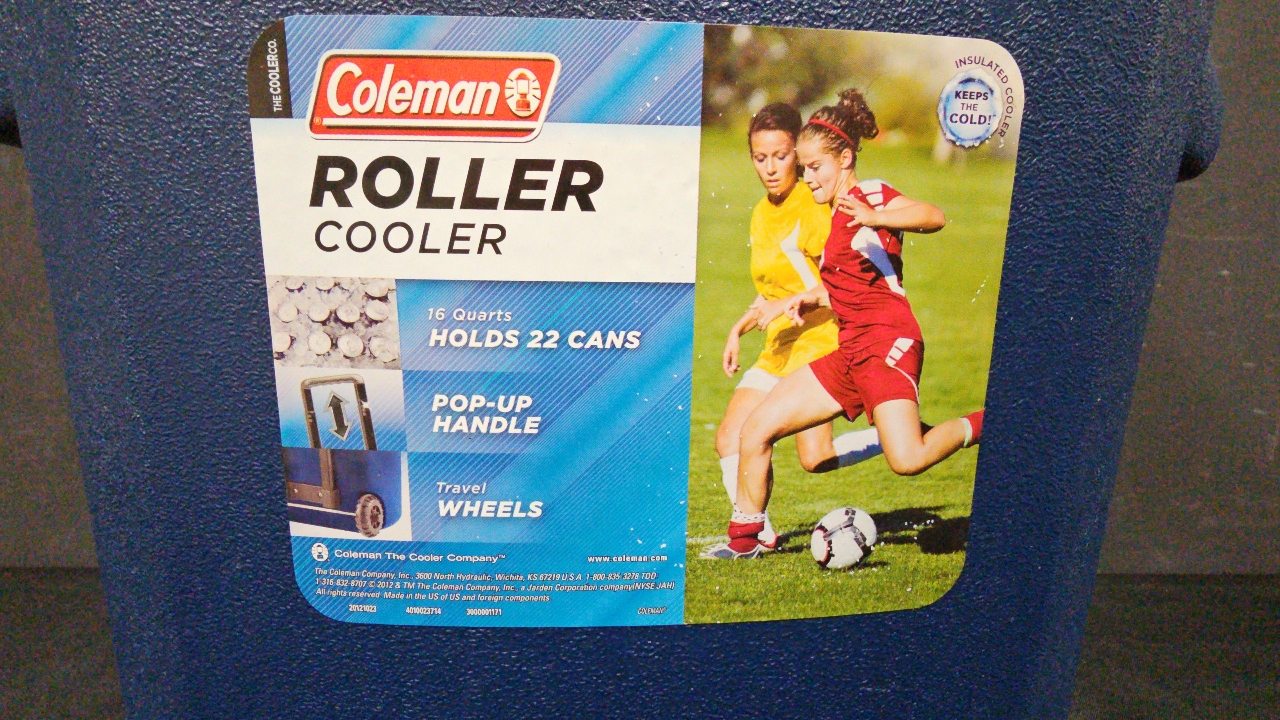 THE COOLER CO.
Coleman
®
ROLLER
COOLER
16 Quarts
HOLDS 22 CANS
POP-UP
HANDLE
Travel
WHEELS
Coleman The Cooler Company™
www.coleman.com
The Coleman Company, Inc., 3600 North Hydraulic, Wichita, KS 67219 U.S.A. 1-800-835-3278 TDD
1-316-832-8707 © 2012 & TM The Coleman Company, Inc., a Jarden Corporation company(NYSE JAH)
All rights reserved Made in the US of US and foreign components
20121023 4010023714 3000001171
COLEMAN®
INSULATED COOLER
KEEPS
THE
COLD!